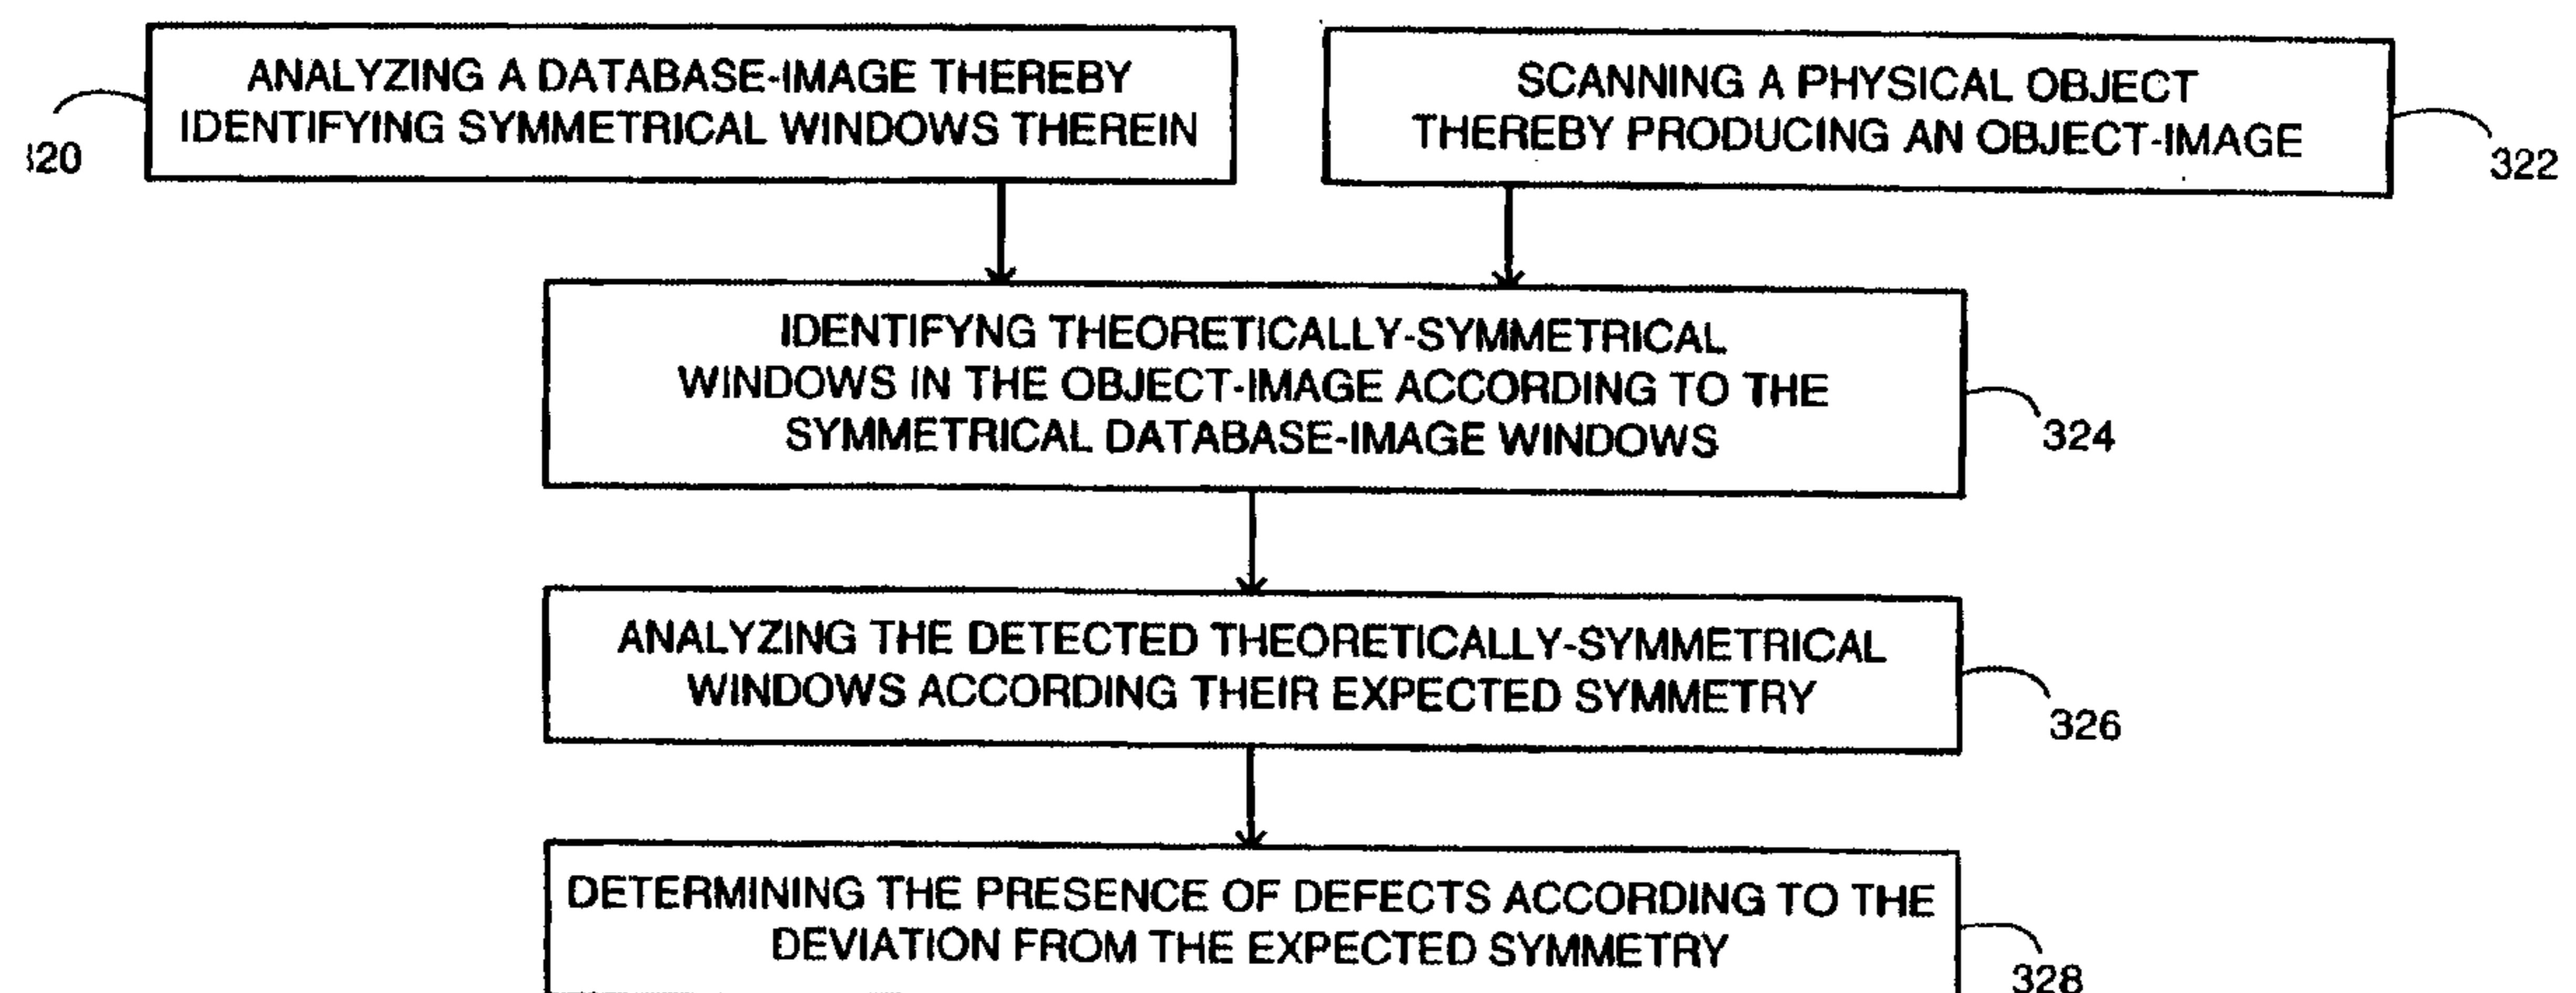 ANALYZING A DATABASE-IMAGE THEREBY
IDENTIFYING SYMMETRICAL WINDOWS THEREIN
SCANNING A PHYSICAL OBJECT
THEREBY PRODUCING AN OBJECT-IMAGE
322
IDENTIFYNG THEORETICALLY-SYMMETRICAL
WINDOWS IN THE OBJECT-IMAGE ACCORDING TO THE
SYMMETRICAL DATABASE-IMAGE WINDOWS
324
ANALYZING THE DETECTED THEORETICALLY-SYMMETRICAL
WINDOWS ACCORDING THEIR EXPECTED SYMMETRY
326
DETERMINING THE PRESENCE OF DEFECTS ACCORDING TO THE
DEVIATION FROM THE EXPECTED SYMMETRY
328